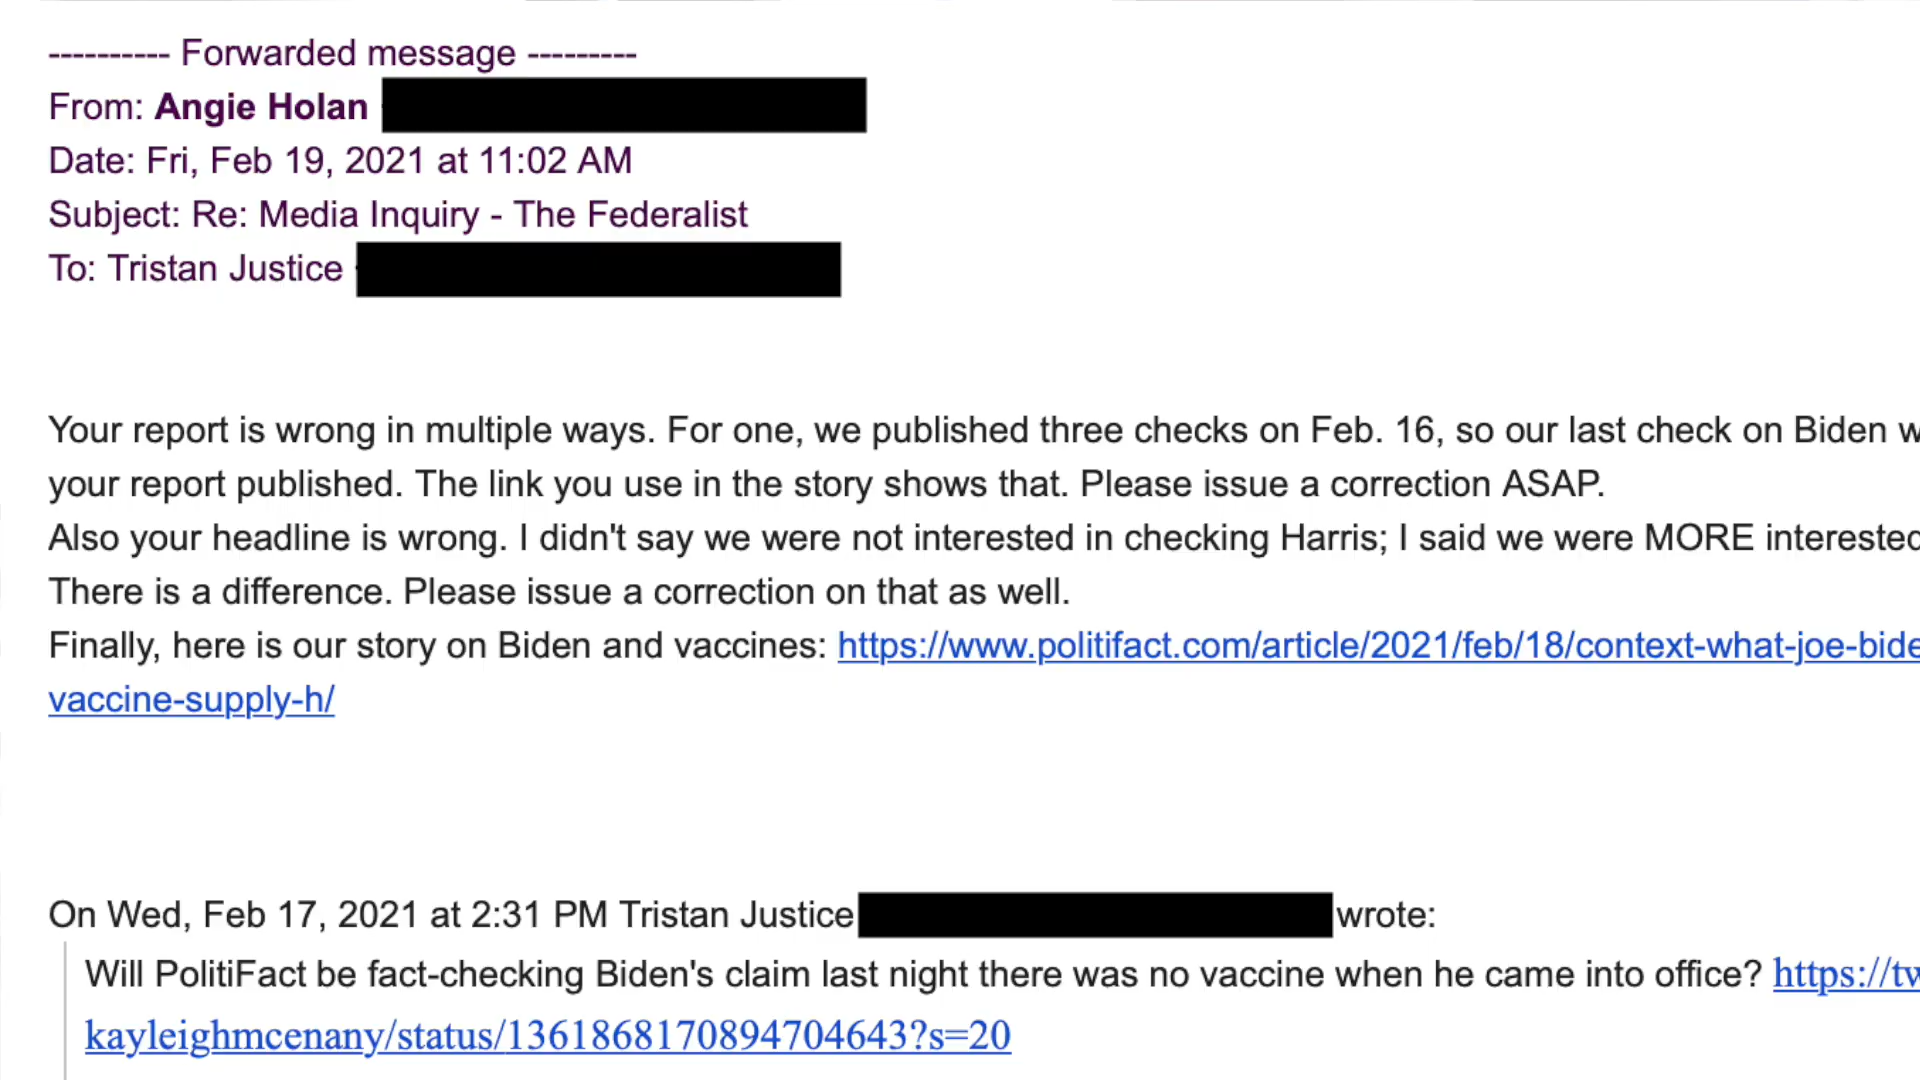 ---------- Forwarded message ---------
From: Angie Holan
Date: Fri, Feb 19, 2021 at 11:02 AM
Subject: Re: Media Inquiry - The Federalist
To: Tristan Justice
Your report is wrong in multiple ways. For one, we published three checks on Feb. 16, so our last check on Biden
your report published. The link you use in the story shows that. Please issue a correction ASAP.
Also your headline is wrong. I didn't say we were not interested in checking Harris; I said we were MORE interested
There is a difference. Please issue a correction on that as well.
Finally, here is our story on Biden and vaccines: https://www.politifact.com/article/2021/feb/18/context-what-joe-bide
vaccine-supply-h/
On Wed, Feb 17, 2021 at 2:31 PM Tristan Justice wrote:
Will PolitiFact be fact-checking Biden's claim last night there was no vaccine when he came into office? https://tw
kayleighmcenany/status/1361868170894704643?s=20